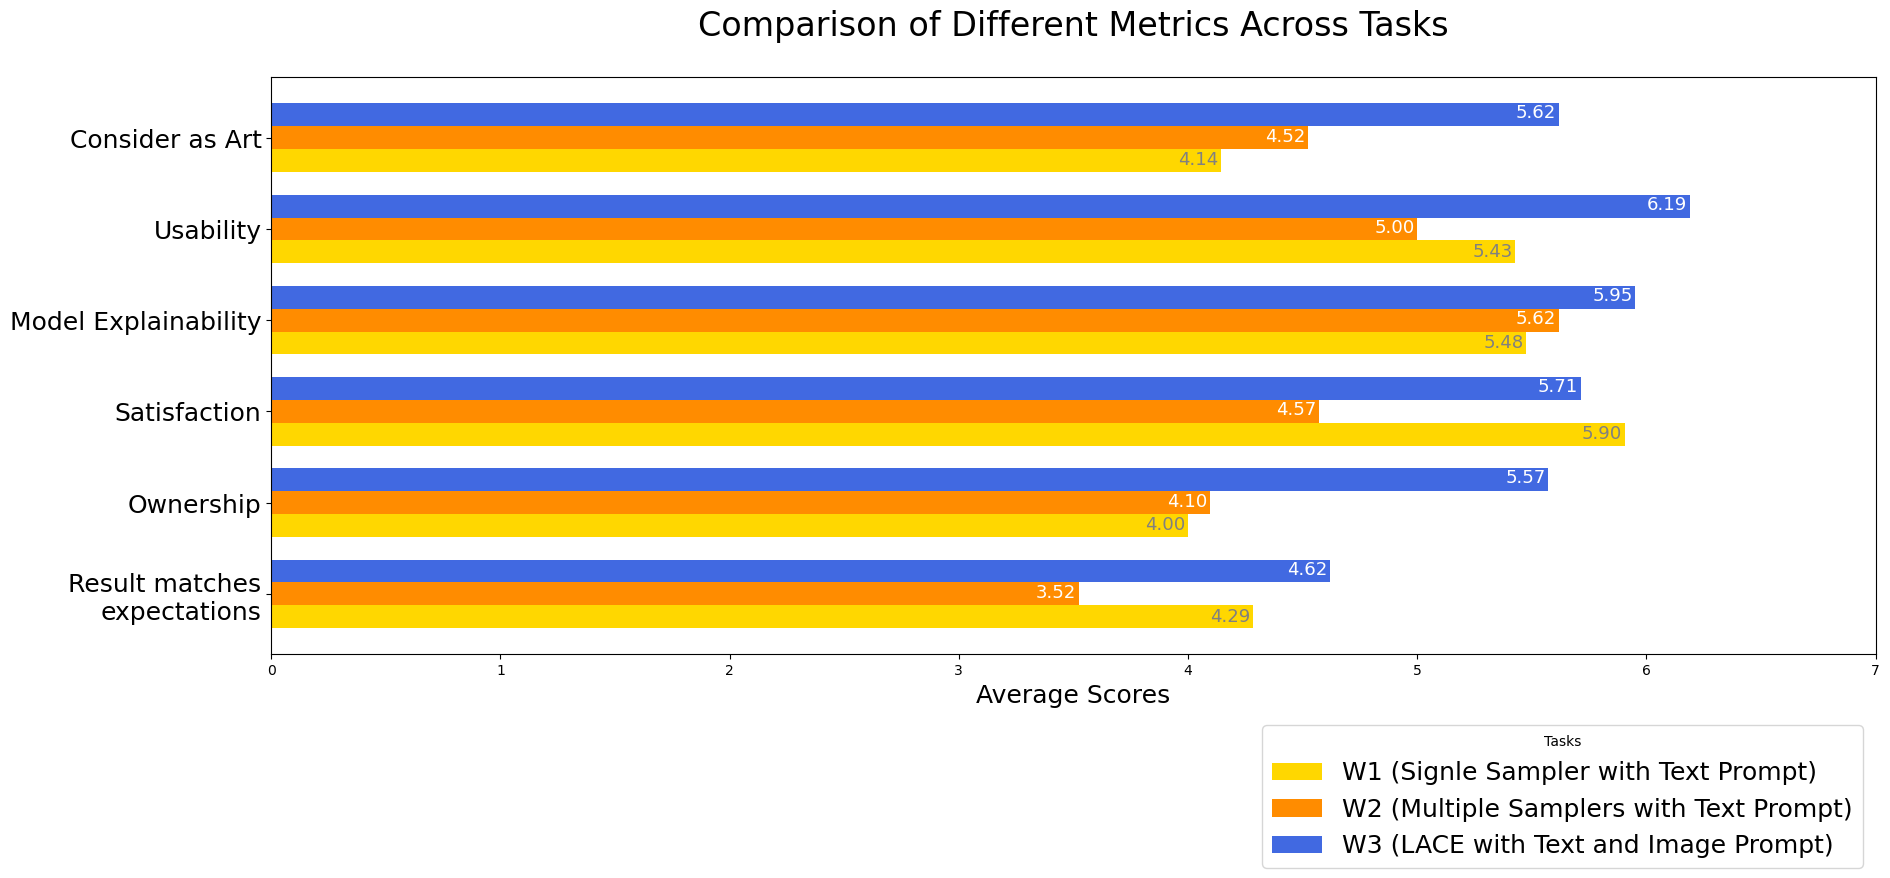 Comparison of Different Metrics Across Tasks
Consider as Art
5.62
4.52
4.14
Usability
6.19
5.00
5.43
Model Explainability
5.95
5.62
5.48
Satisfaction
5.71
4.57
5.90
Ownership
5.57
4.10
4.00
Result matches
expectations
4.62
3.52
4.29
0 1 2 3 4 5 6 7
Average Scores
Tasks
W1 (Signle Sampler with Text Prompt)
W2 (Multiple Samplers with Text Prompt)
W3 (LACE with Text and Image Prompt)